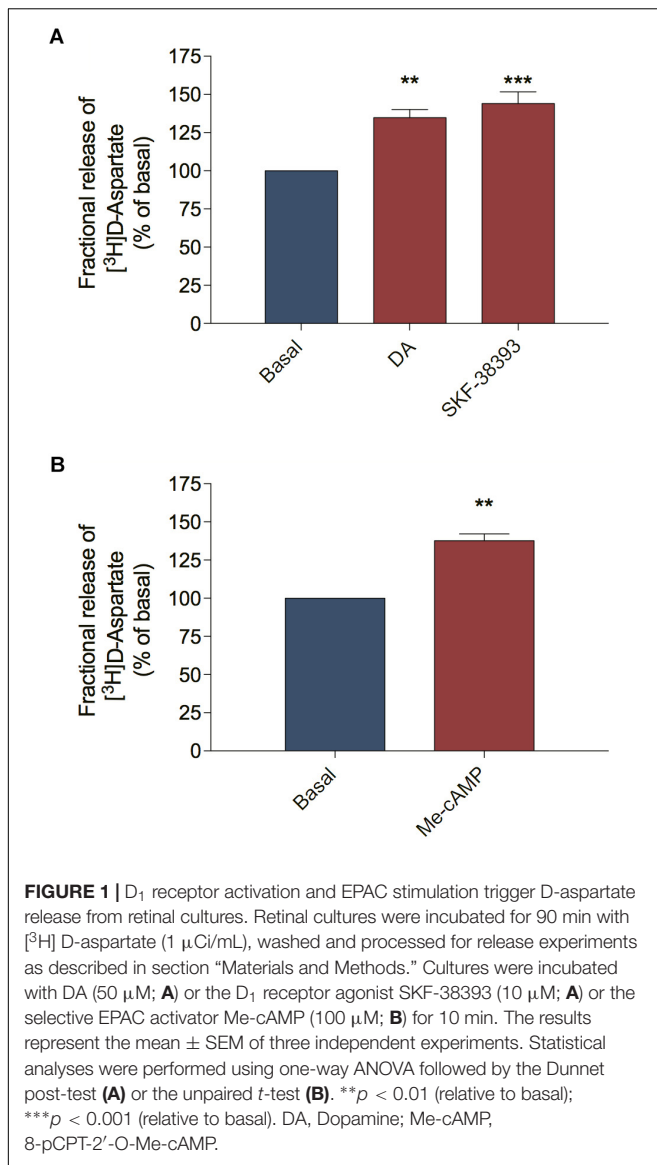 A
Fractional release of
[³H]D-Aspartate
(% of basal)
175
150
125
100
75
50
25
0
**
***
Basal
DA
SKF-38393
B
Fractional release of
[³H]D-Aspartate
(% of basal)
175
150
125
100
75
50
25
0
**
Basal
Me-cAMP
FIGURE 1 | D₁ receptor activation and EPAC stimulation trigger D-aspartate
release from retinal cultures. Retinal cultures were incubated for 90 min with
[³H] D-aspartate (1 μCi/mL), washed and processed for release experiments
as described in section “Materials and Methods.” Cultures were incubated
with DA (50 μM; A) or the D₁ receptor agonist SKF-38393 (10 μM; A) or the
selective EPAC activator Me-cAMP (100 μM; B) for 10 min. The results
represent the mean ± SEM of three independent experiments. Statistical
analyses were performed using one-way ANOVA followed by the Dunnet
post-test (A) or the unpaired t-test (B). **p < 0.01 (relative to basal);
***p < 0.001 (relative to basal). DA, Dopamine; Me-cAMP,
8-pCPT-2′-O-Me-cAMP.